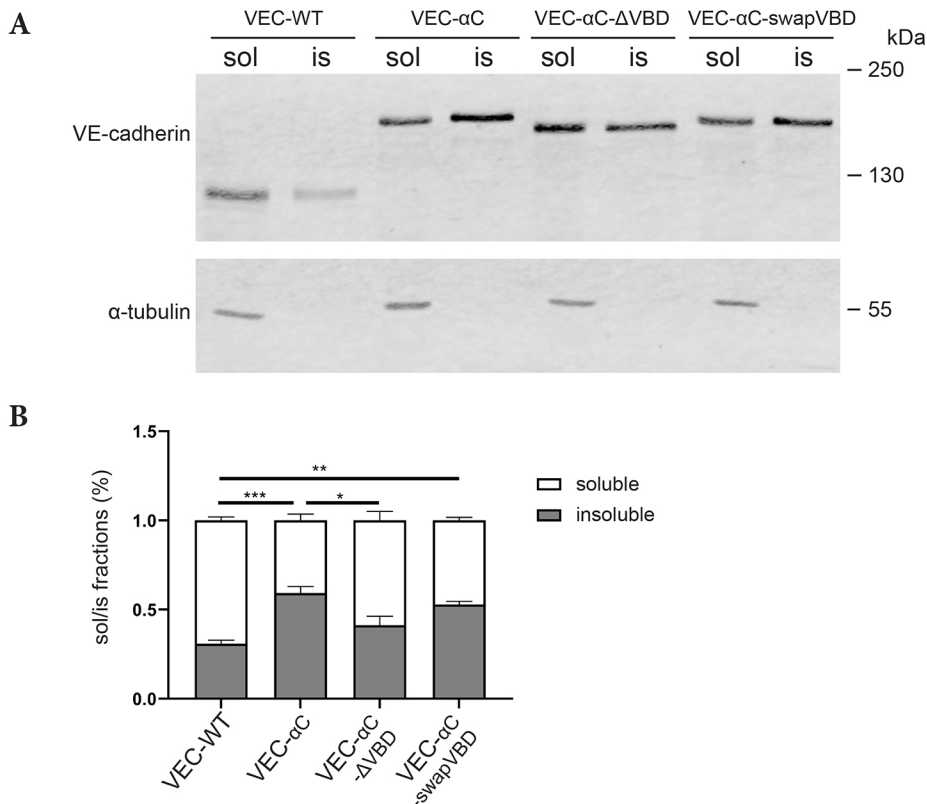 A
VEC-WT VEC-αC VEC-αC-ΔVBD VEC-αC-swapVBD
kDa
sol is sol is sol is sol is
250
VE-cadherin
130
α-tubulin
55
B
1.5
1.0
0.5
0.0
sol/is fractions (%)
**
*** *
soluble
insoluble
VEC-WT
VEC-αC
VEC-αC
-ΔVBD
VEC-αC
-swapVBD